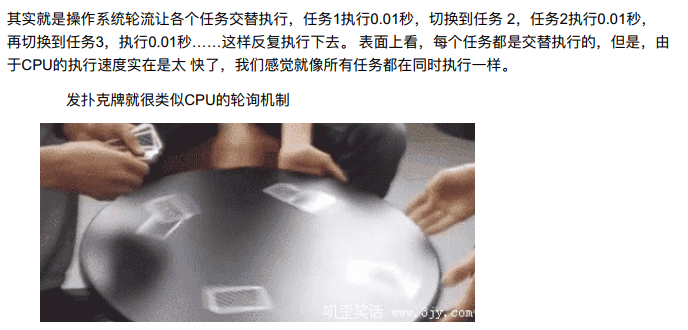 其实就是操作系统轮流让各个任务交替执行，任务1执行0.01秒，切换到任务 2，任务2执行0.01秒，
再切换到任务3，执行0.01秒……这样反复执行下去。 表面上看，每个任务都是交替执行的，但是，由
于CPU的执行速度实在是太 快了，我们感觉就像所有任务都在同时执行一样。
发扑克牌就很类似CPU的轮询机制
叽歪笑话 www.3jy.com